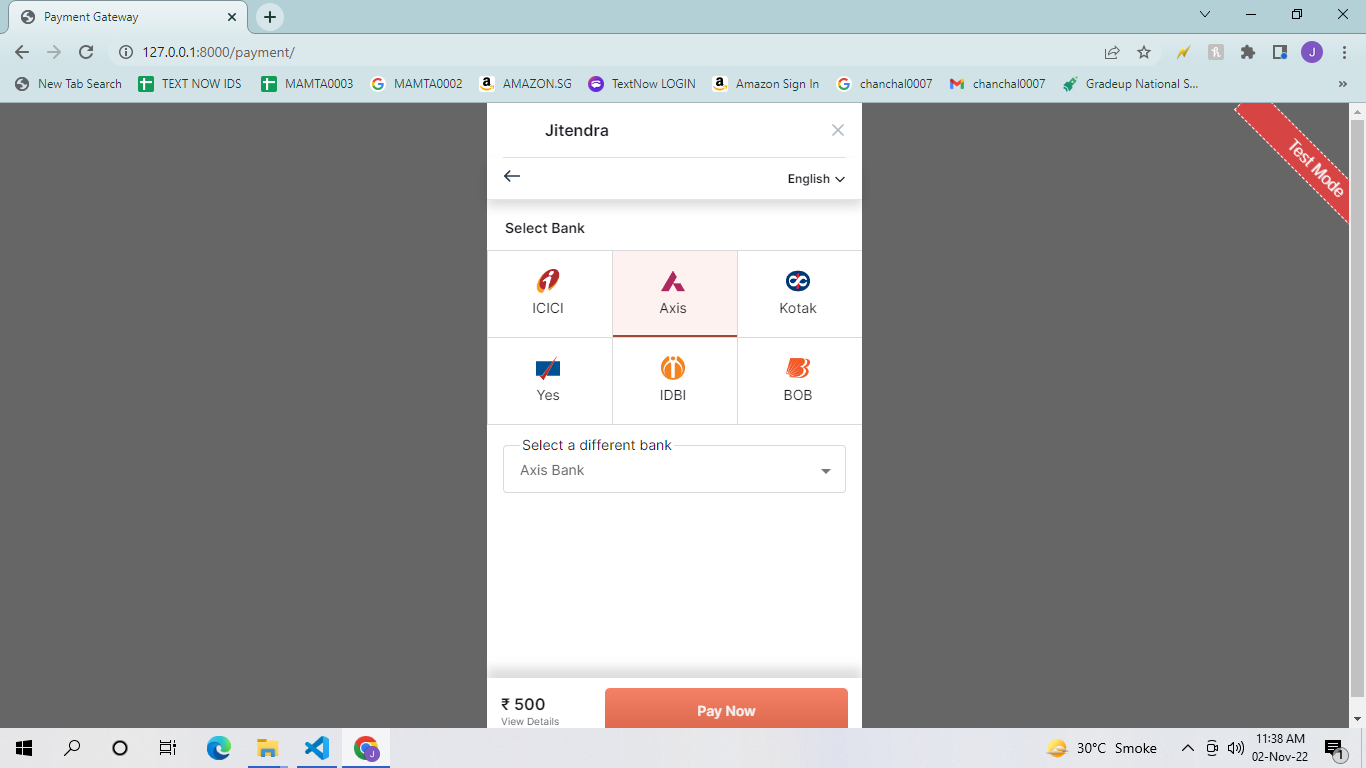 Payment Gateway
127.0.0.1:8000/payment/
J
New Tab Search TEXT NOW IDS MAMTA0003 MAMTA0002 AMAZON.SG TextNow LOGIN Amazon Sign In chanchal0007 chanchal0007 Gradeup National S...
Jitendra
Test Mode
English
Select Bank
ICICI Axis Kotak
Yes IDBI BOB
Select a different bank
Axis Bank
₹ 500
View Details
Pay Now
30°C Smoke
11:38 AM
02-Nov-22
1